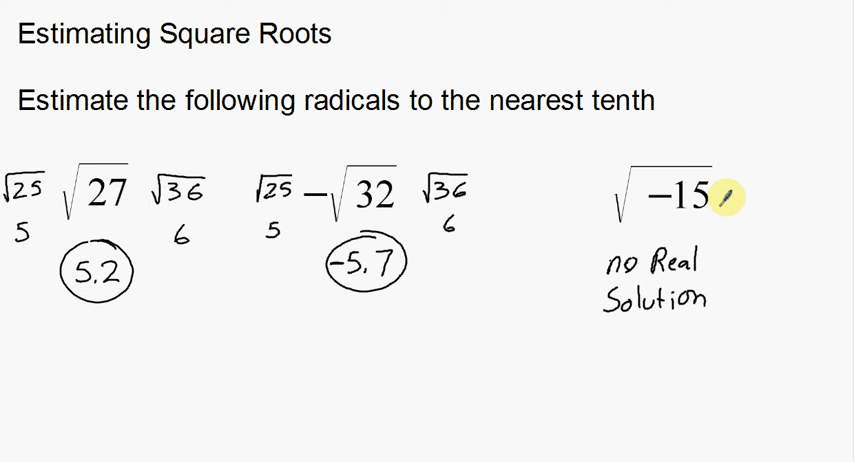 Estimating Square Roots
Estimate the following radicals to the nearest tenth
√25 √27 √36 √25 −√32 √36 √−15
5 6 5 6
5.2 −5.7 no Real
Solution